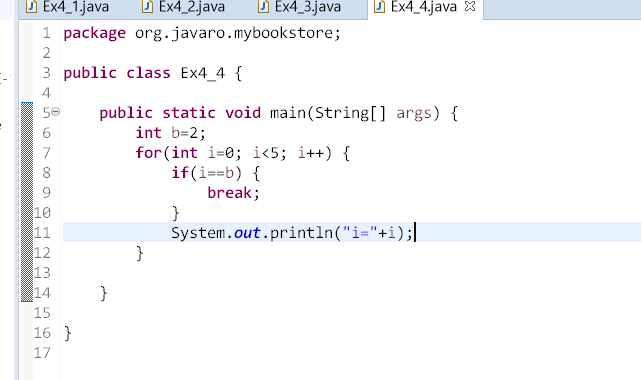 Ex4_1.java Ex4_2.java Ex4_3.java Ex4_4.java
1 package org.javaro.mybookstore;
2
3 public class Ex4_4 {
4
5 public static void main(String[] args) {
6 int b=2;
7 for(int i=0; i<5; i++) {
8 if(i==b) {
9 break;
10 }
11 System.out.println("i="+i);
12 }
13
14 }
15
16 }
17